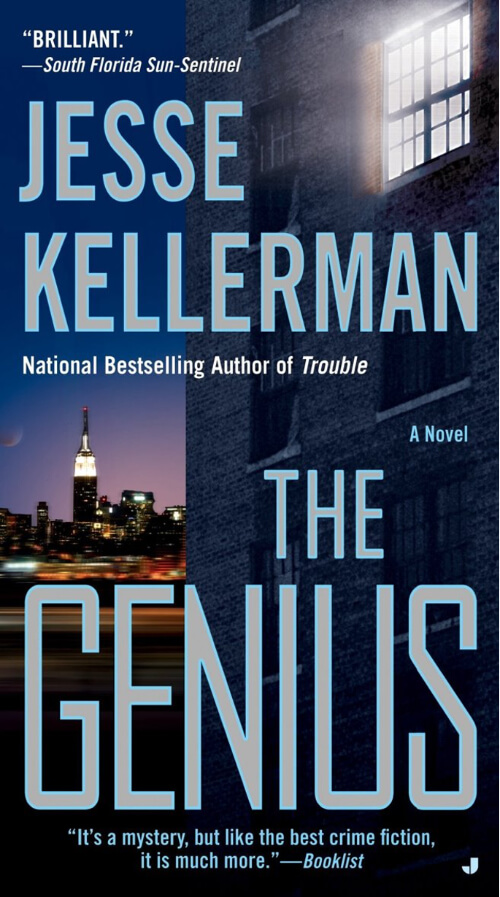 “BRILLIANT.”
—South Florida Sun-Sentinel
JESSE
KELLERMAN
National Bestselling Author of Trouble
A Novel
THE
GENIUS
“It’s a mystery, but like the best crime fiction,
it is much more.”—Booklist
J